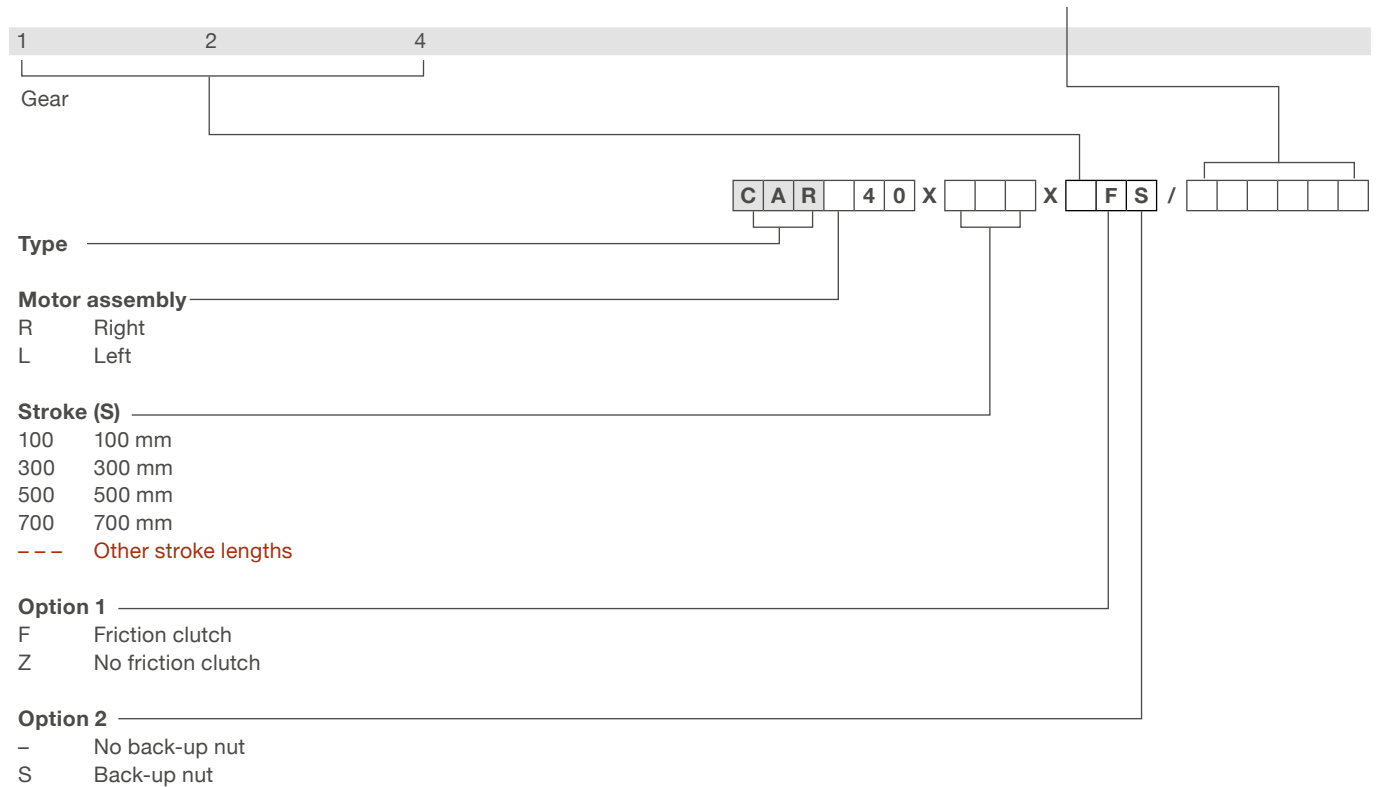 1 2 4
Gear
C A R 4 0 X X F S /
Type
Motor assembly
R Right
L Left
Stroke (S)
100 100 mm
300 300 mm
500 500 mm
700 700 mm
– – – Other stroke lengths
Option 1
F Friction clutch
Z No friction clutch
Option 2
– No back-up nut
S Back-up nut